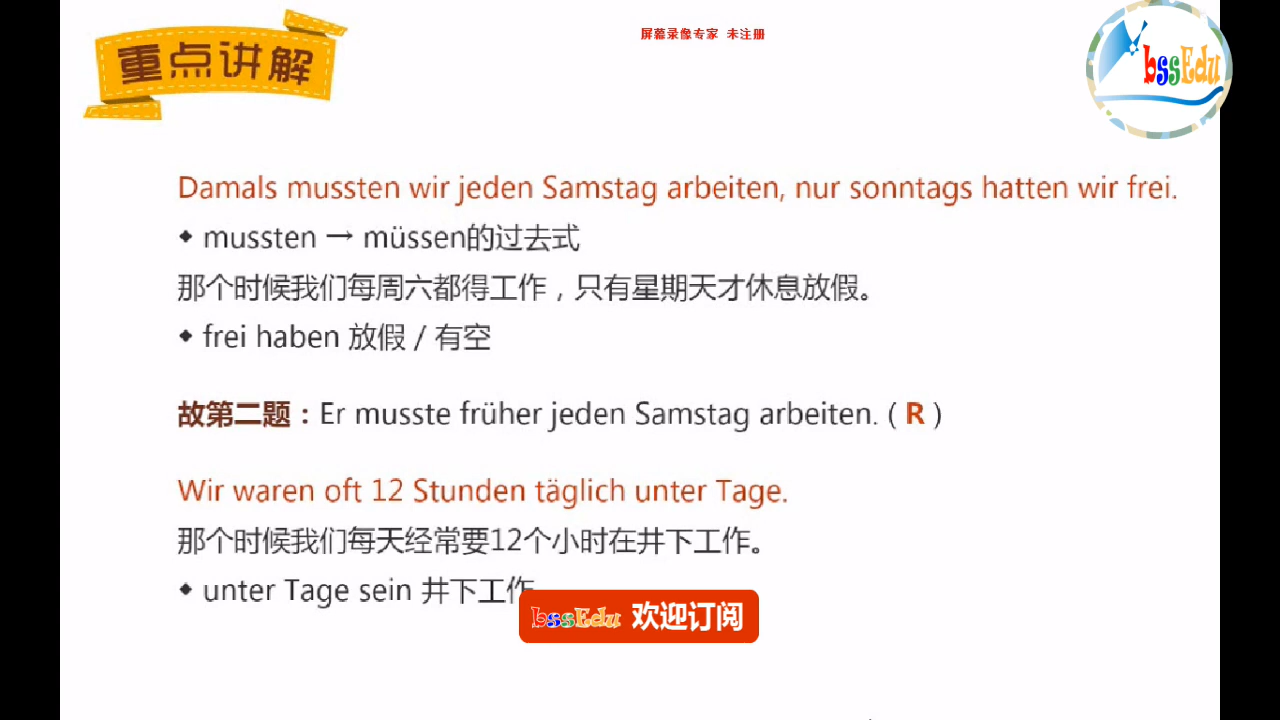 屏幕录像专家 未注册
重点讲解
bssEdu
Damals mussten wir jeden Samstag arbeiten, nur sonntags hatten wir frei.
◆ mussten → müssen的过去式
那个时候我们每周六都得工作，只有星期天才休息放假。
◆ frei haben 放假 / 有空
故第二题：Er musste früher jeden Samstag arbeiten. ( R )
Wir waren oft 12 Stunden täglich unter Tage.
那个时候我们每天经常要12个小时在井下工作。
◆ unter Tage sein 井下工作
bssEdu 欢迎订阅